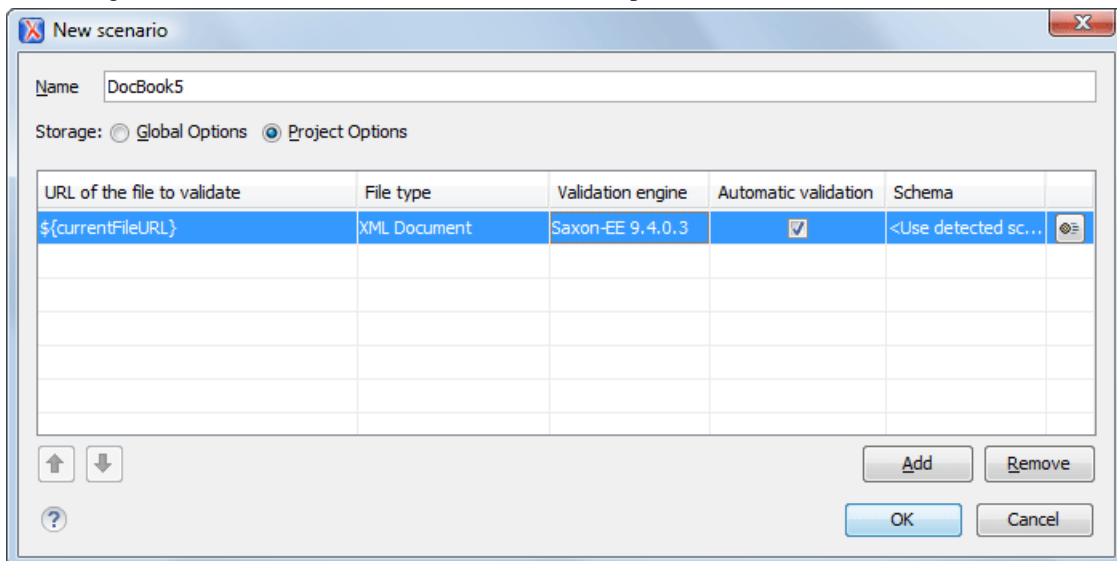 New scenario
Name DocBook5
Storage: Global Options Project Options
URL of the file to validate File type Validation engine Automatic validation Schema
${currentFileURL} XML Document Saxon-EE 9.4.0.3 <Use detected sc...
Add Remove
? OK Cancel